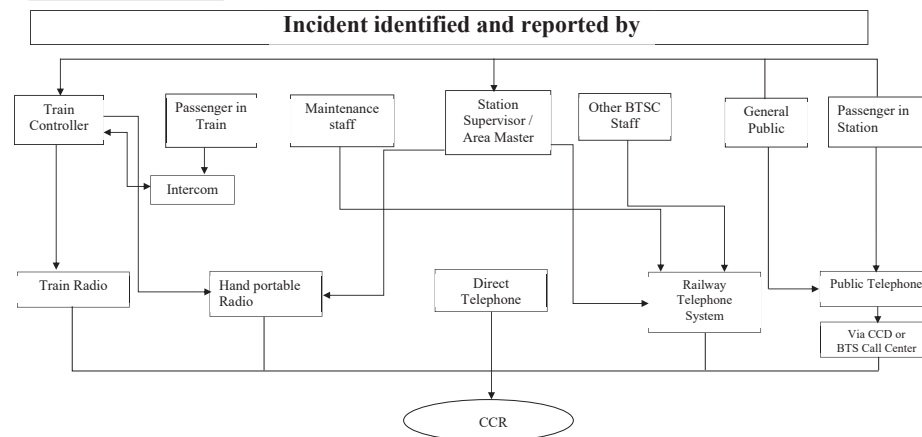 Incident identified and reported by
Train
Controller
Passenger in
Train
Maintenance
staff
Station
Supervisor /
Area Master
Other BTSC
Staff
General
Public
Passenger in
Station
Intercom
Train Radio
Hand portable
Radio
Direct
Telephone
Railway
Telephone
System
Public Telephone
Via CCD or
BTS Call Center
CCR